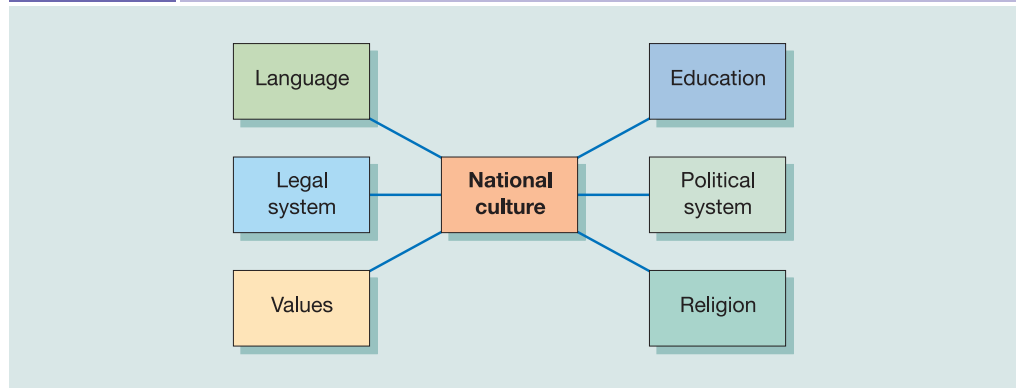 Language
Education
Legal
system
National
culture
Political
system
Values
Religion